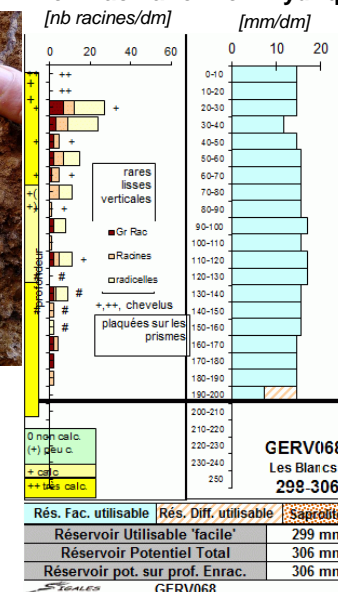 [nb racines/dm]
[mm/dm]
0 20 40 60
0 10 20
++
++
+
+
+
+
+
+
#
#
#
#
+(
+)
profondeur
rares
lisses
verticales
Gr Rac
Racines
radicelles
+,++, chevelus
plaquées sur les
prismes
0-10
10-20
20-30
30-40
40-50
50-60
60-70
70-80
80-90
90-100
100-110
110-120
120-130
130-140
140-150
150-160
160-170
170-180
180-190
190-200
200-210
210-220
220-230
230-240
250
0 non calc.
(+) peu c.
+ calc
++ très calc.
GERV068
Les Blancs
298-306
Rés. Fac. utilisable
Rés. Diff. utilisable
Réservoir Utilisable 'facile' 299 mm
Réservoir Potentiel Total 306 mm
Réservoir pot. sur prof. Enrac. 306 mm
SIGALES
GERV068